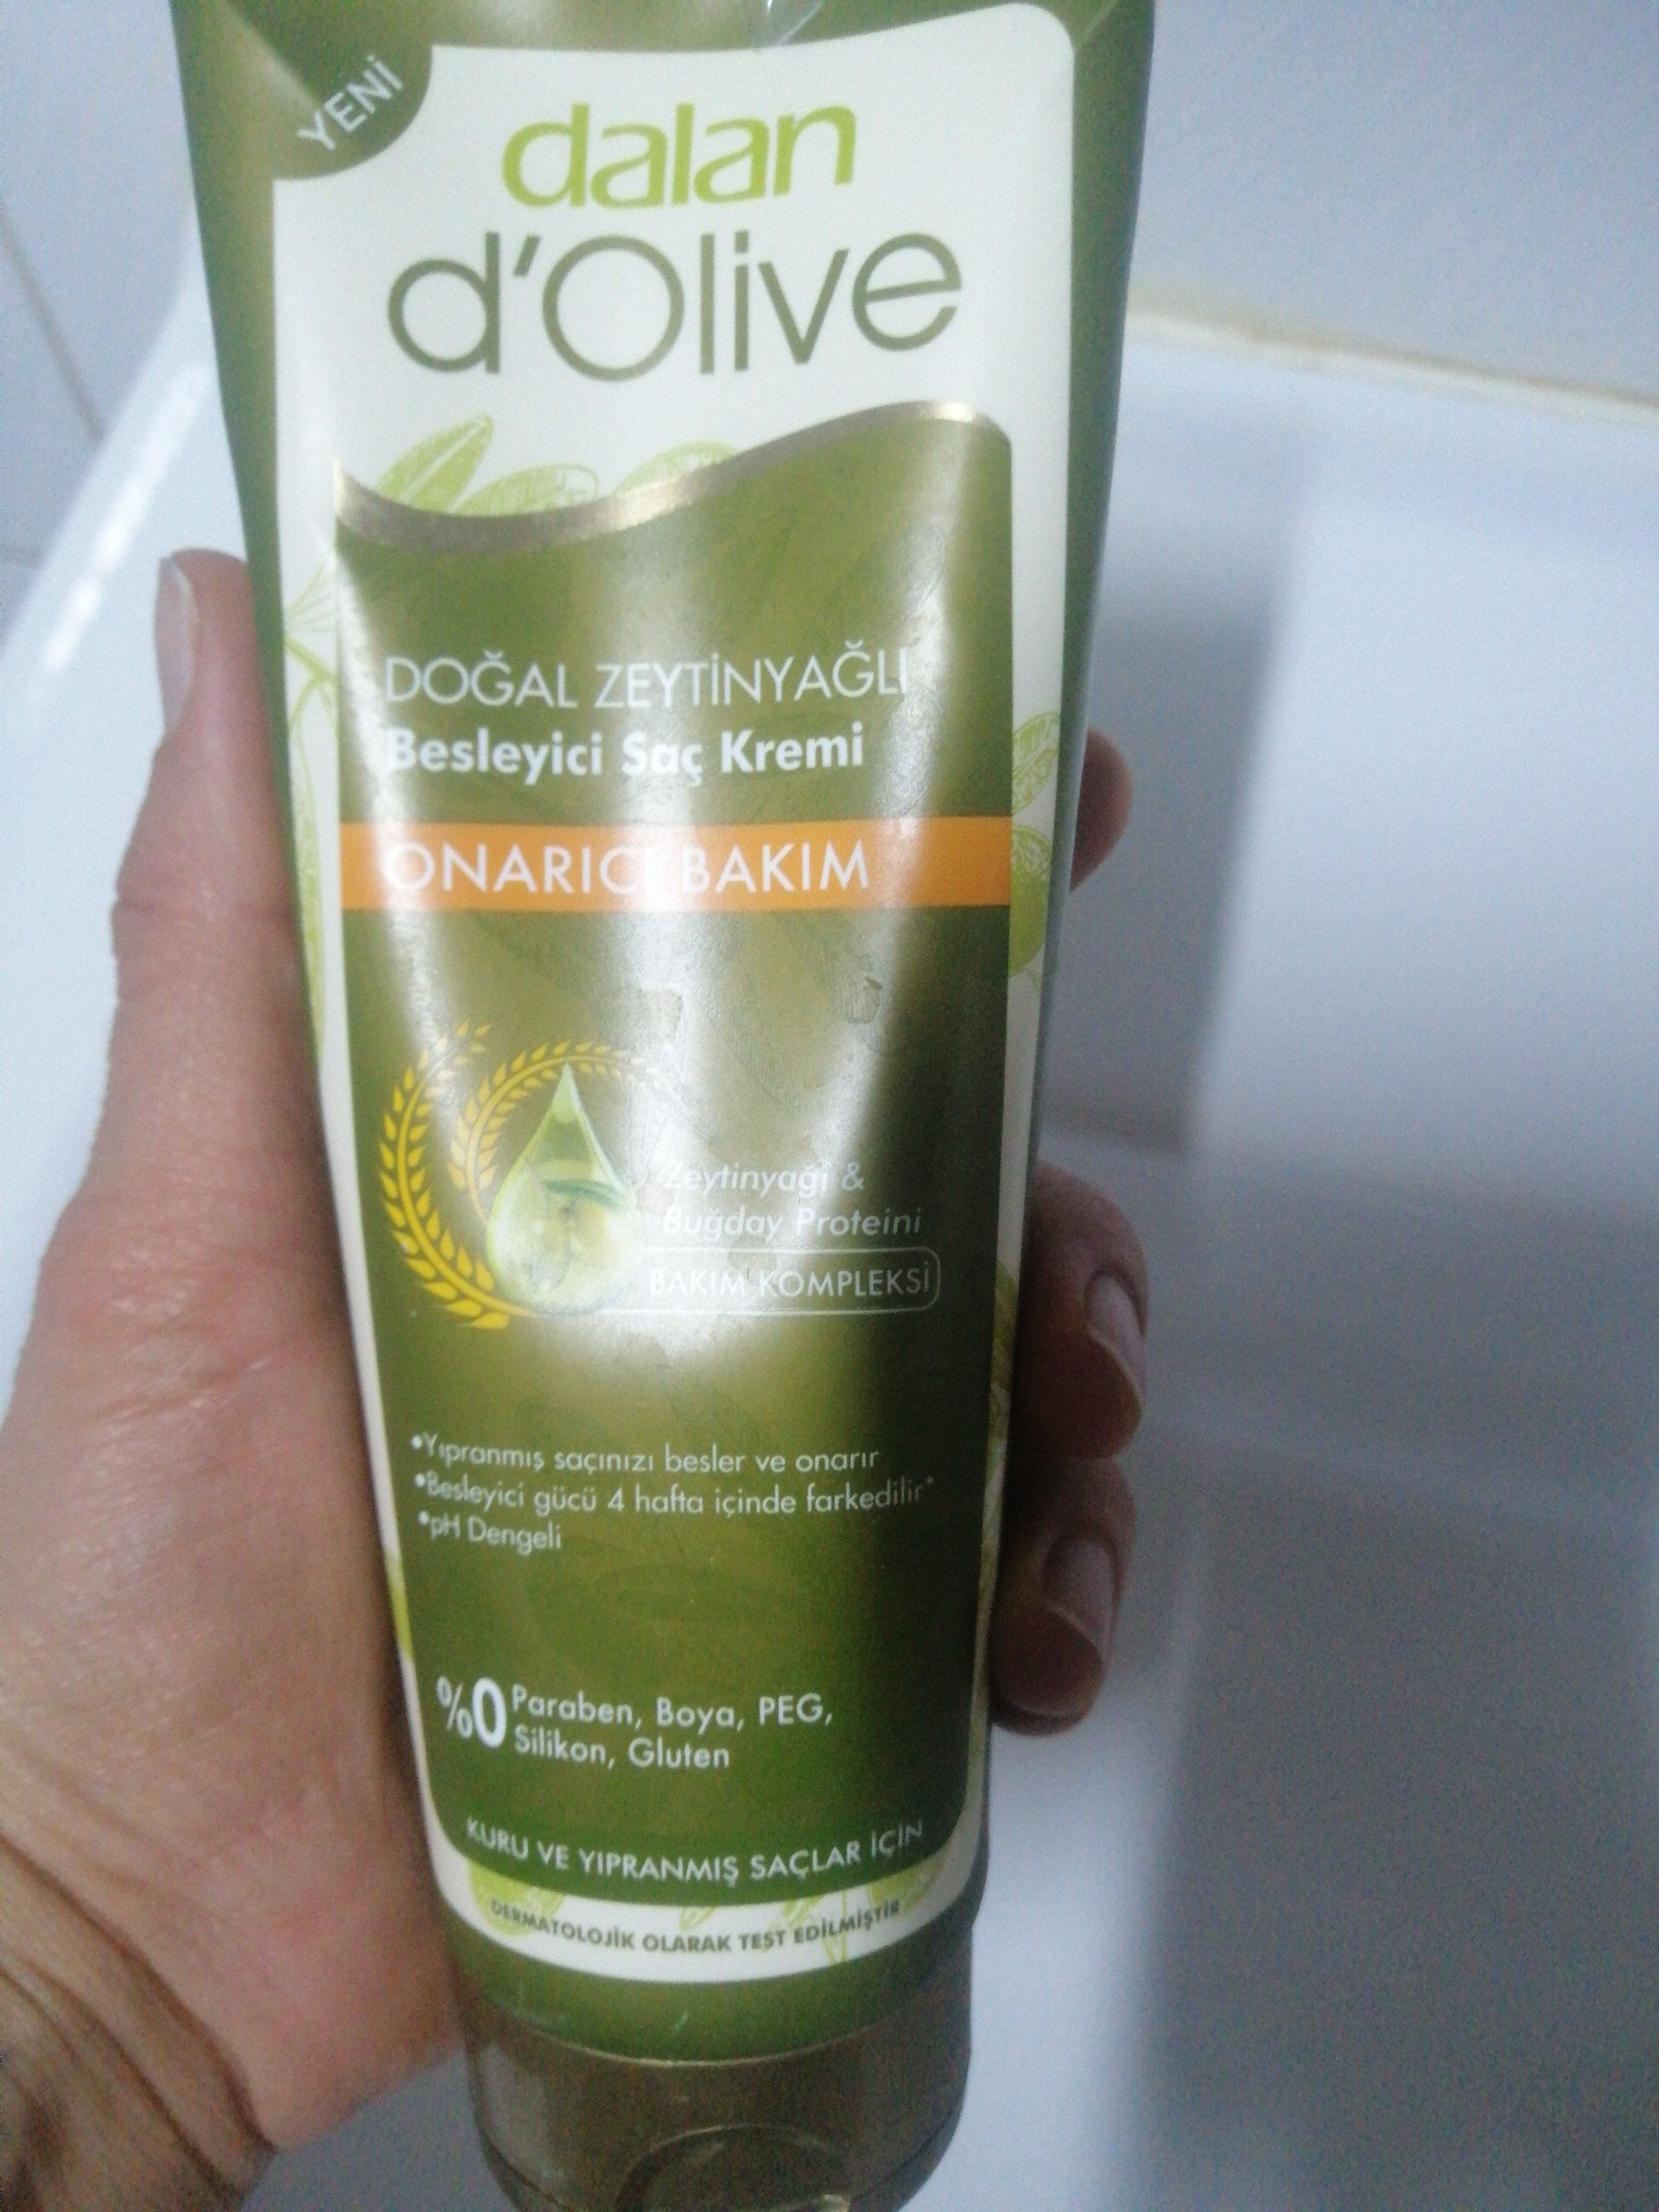 YENİ
dalan
d'Olive
DOĞAL ZEYTİNYAĞLI
Besleyici Saç Kremi
ONARICI BAKIM
Zeytinyağı &
Buğday Proteini
BAKIM KOMPLEKSİ
•Yıpranmış saçınızı besler ve onarır
•Besleyici gücü 4 hafta içinde farkedilir*
•pH Dengeli
%0 Paraben, Boya, PEG,
Silikon, Gluten
KURU VE YIPRANMIŞ SAÇLAR İÇİN
DERMATOLOJİK OLARAK TEST EDİLMİŞTİR